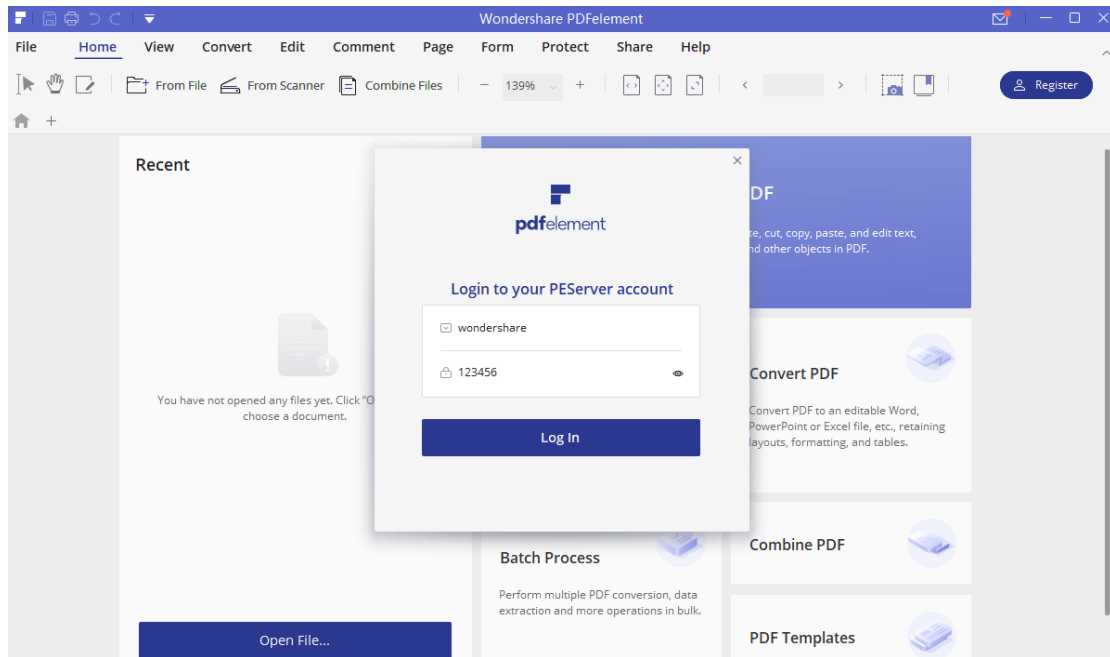 Wondershare PDFelement
File Home View Convert Edit Comment Page Form Protect Share Help
From File From Scanner Combine Files 139% Register
Recent
pdfelement
Login to your PEServer account
wondershare
123456
Log In
You have not opened any files yet. Click "O
choose a document.
Open File...
DF
te, cut, copy, paste, and edit text,
nd other objects in PDF.
Convert PDF
Convert PDF to an editable Word,
PowerPoint or Excel file, etc., retaining
layouts, formatting, and tables.
Batch Process
Perform multiple PDF conversion, data
extraction and more operations in bulk.
Combine PDF
PDF Templates